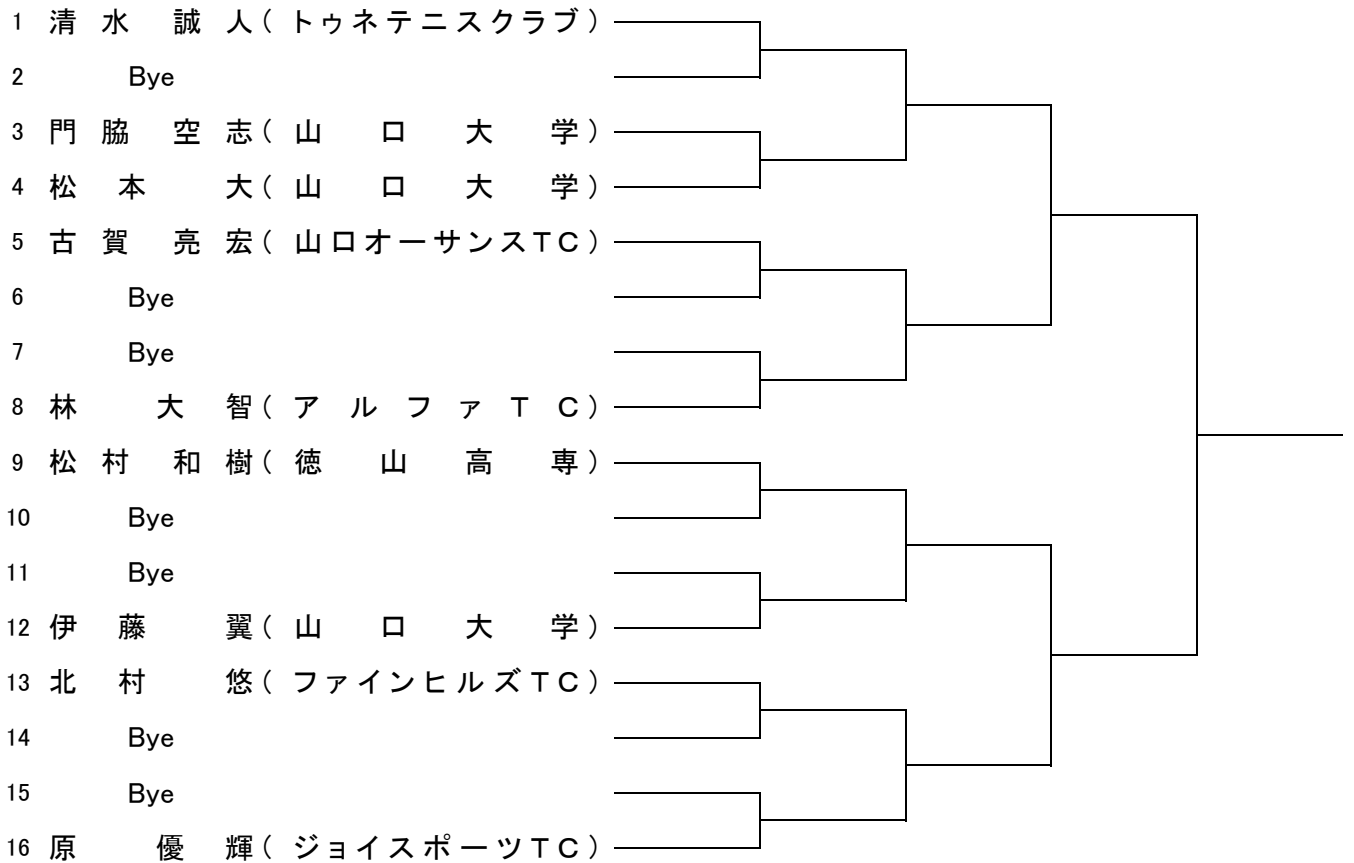 1 清水 誠人(トゥネテニスクラブ)
2 Bye
3 門脇 空志(山口大学)
4 松本 大(山口大学)
5 古賀 亮宏(山口オーサンスTC)
6 Bye
7 Bye
8 林 大智(アルファTC)
9 松村 和樹(徳山高専)
10 Bye
11 Bye
12 伊藤 翼(山口大学)
13 北村 悠(ファインヒルズTC)
14 Bye
15 Bye
16 原 優輝(ジョイスポーツTC)